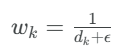 w_k = \frac{1}{d_k + \epsilon}